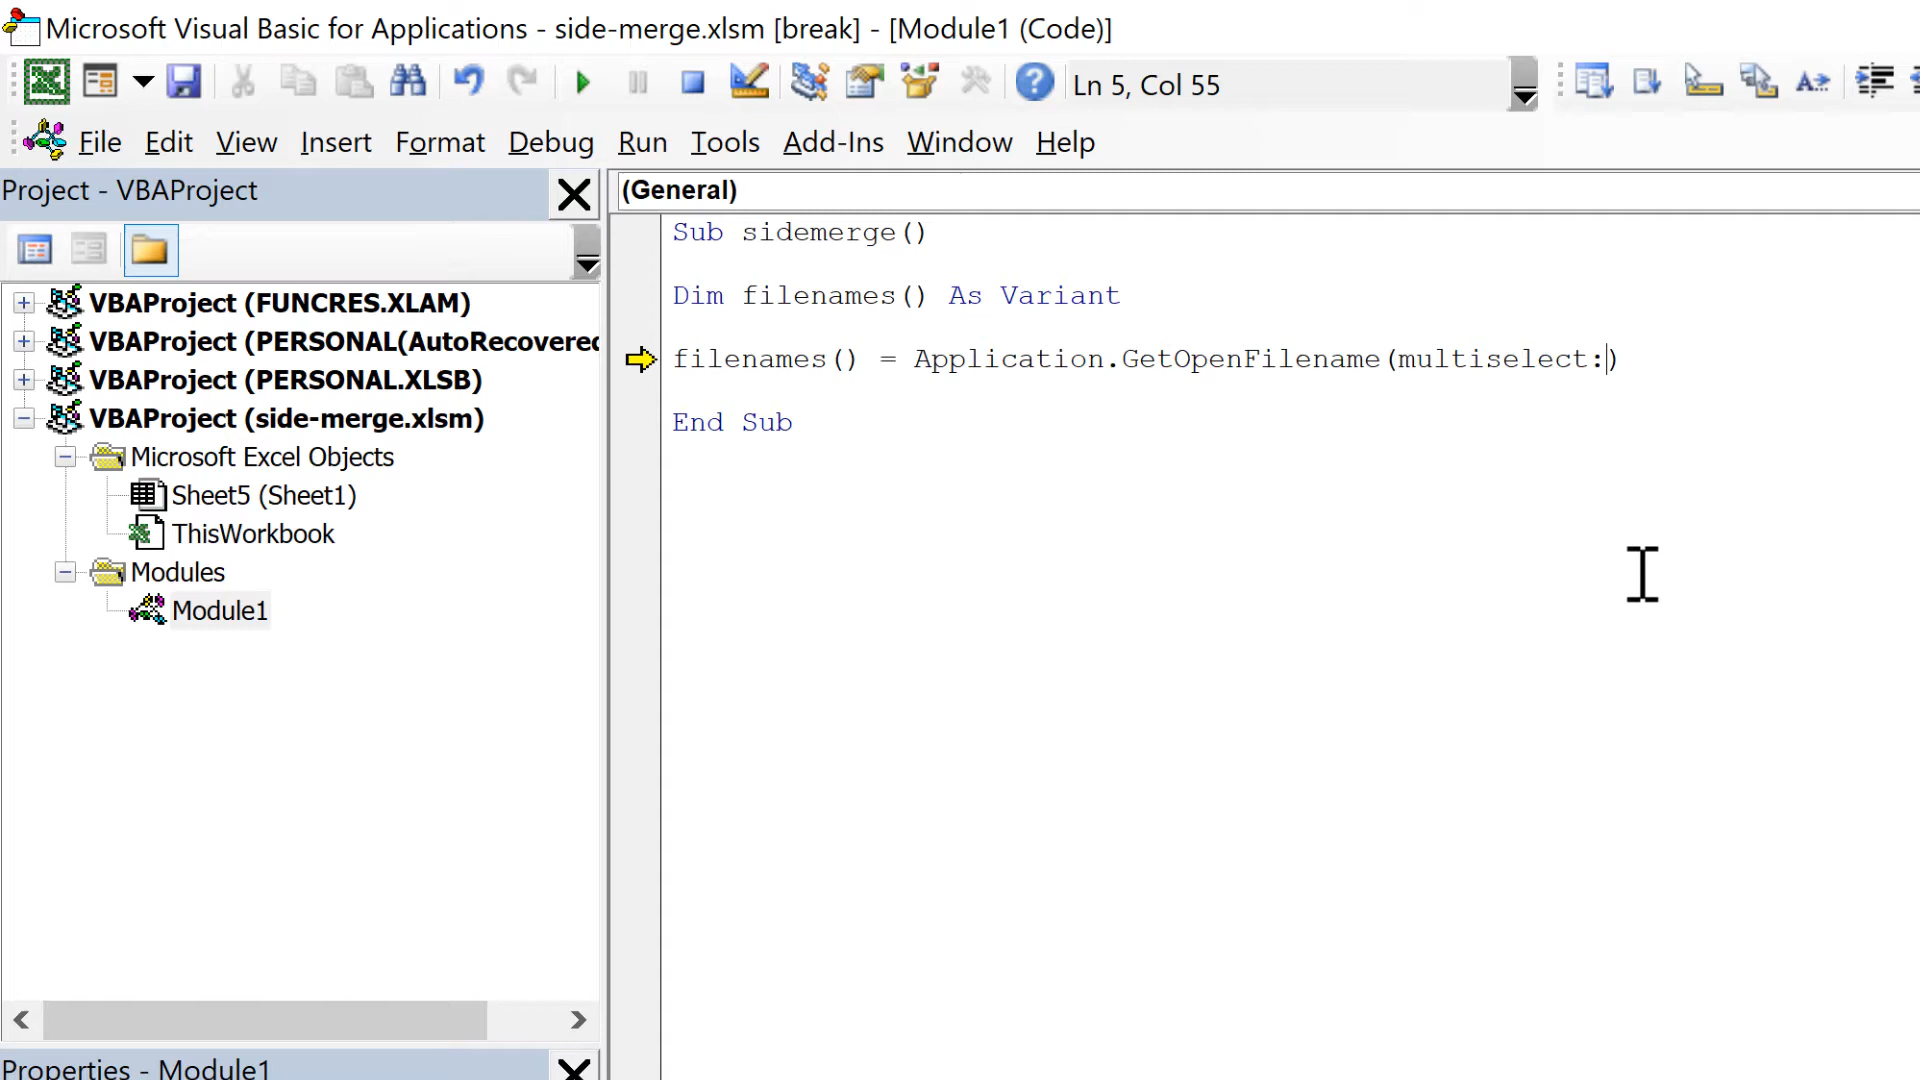 Microsoft Visual Basic for Applications - side-merge.xlsm [break] - [Module1 (Code)]
Ln 5, Col 55
File Edit View Insert Format Debug Run Tools Add-Ins Window Help
Project - VBAProject
(General)
VBAProject (FUNCRES.XLAM)
VBAProject (PERSONAL(AutoRecovered
VBAProject (PERSONAL.XLSB)
VBAProject (side-merge.xlsm)
Microsoft Excel Objects
Sheet5 (Sheet1)
ThisWorkbook
Modules
Module1
Properties - Module1
Sub sidemerge()
Dim filenames() As Variant
filenames() = Application.GetOpenFilename(multiselect:)
End Sub